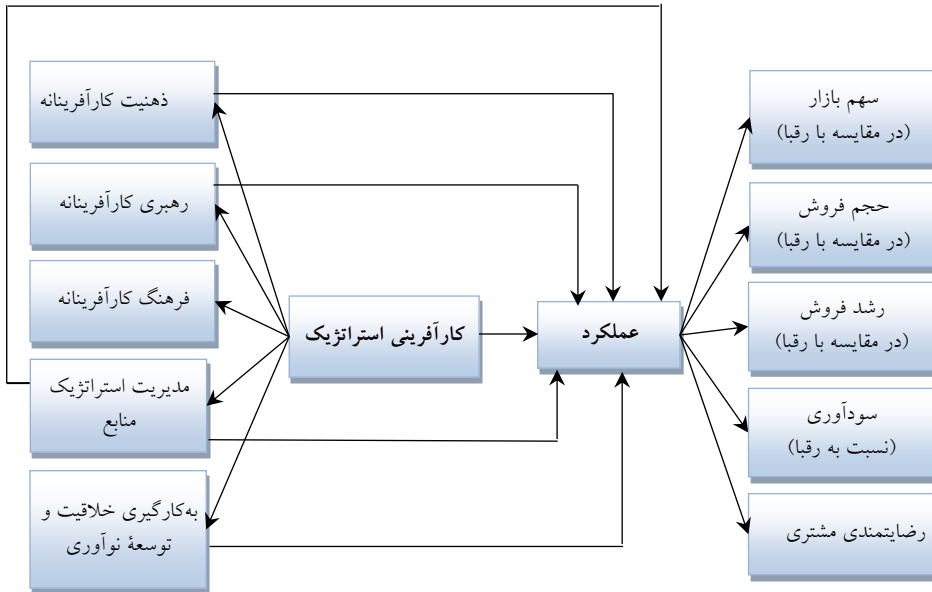 ذهنیت کارآفرینانه
رهبری کارآفرینانه
فرهنگ کارآفرینانه
مدیریت استراتژیک
منابع
به‌کارگیری خلاقیت و
توسعهٔ نوآوری
کارآفرینی استراتژیک
عملکرد
سهم بازار
(در مقایسه با رقبا)
حجم فروش
(در مقایسه با رقبا)
رشد فروش
(در مقایسه با رقبا)
سودآوری
(نسبت به رقبا)
رضایتمندی مشتری